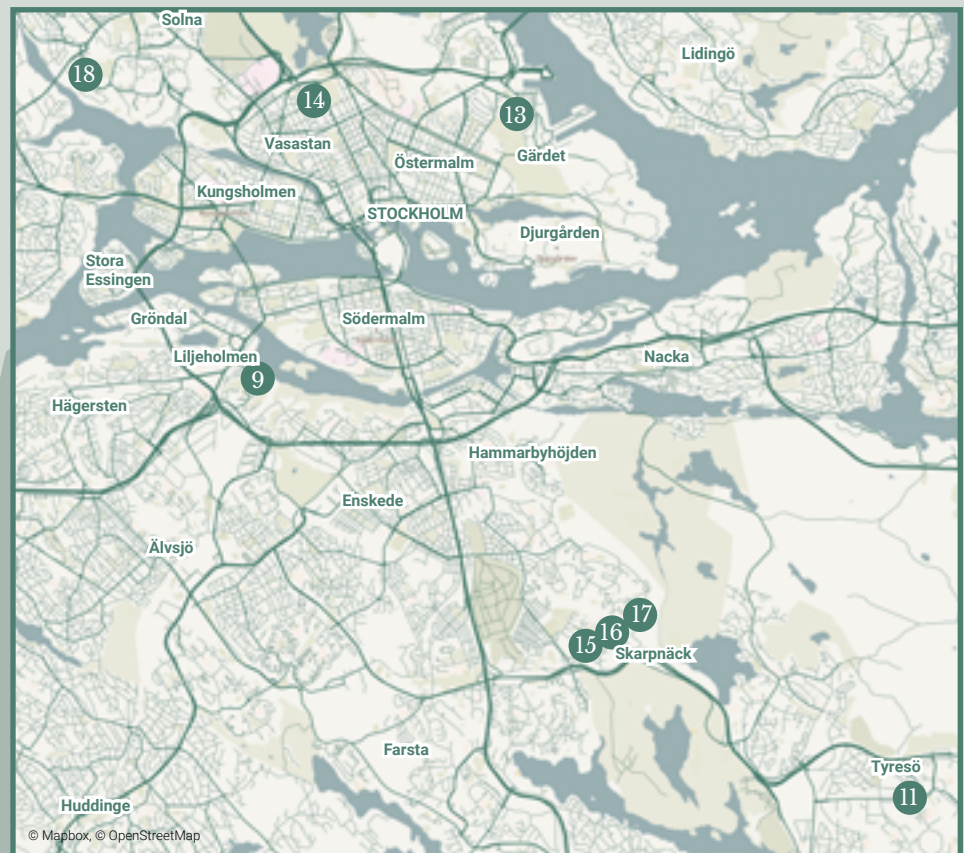 Solna
Lidingö
18
14
13
Vasastan
Östermalm
Gärdet
Kungsholmen
STOCKHOLM
Djurgården
Stora
Essingen
Gröndal
Södermalm
Liljeholmen
Nacka
9
Hägersten
Hammarbyhöjden
Enskede
Älvsjö
17
16
15
Skarpnäck
Farsta
Tyresö
11
Huddinge
© Mapbox, © OpenStreetMap